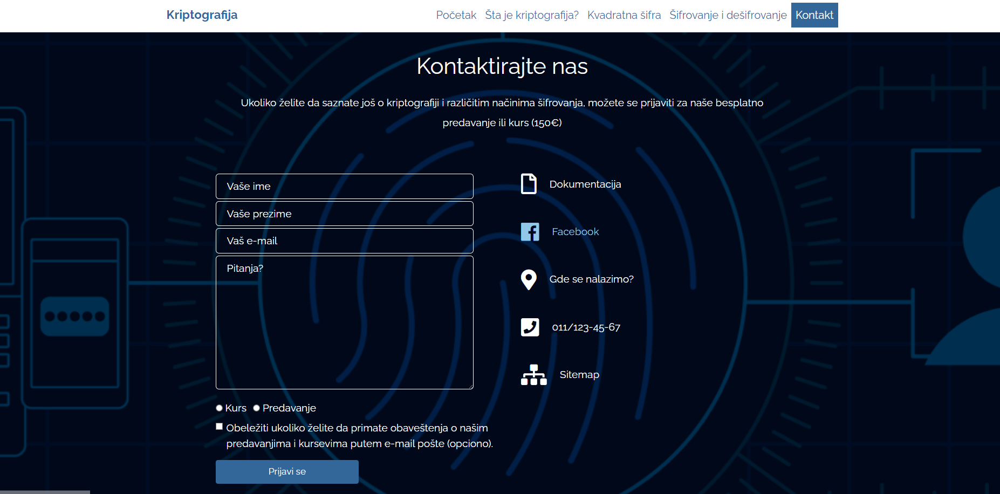 Kriptografija
Početak Šta je kriptografija? Kvadratna šifra Šifrovanje i dešifrovanje Kontakt
Kontaktirajte nas
Ukoliko želite da saznate još o kriptografiji i različitim načinima šifrovanja, možete se prijaviti za naše besplatno
predavanje ili kurs (150€)
Vaše ime
Vaše prezime
Vaš e-mail
Pitanja?
Kurs Predavanje
Obeležiti ukoliko želite da primate obaveštenja o našim
predavanjima i kursevima putem e-mail pošte (opciono).
Prijavi se
Dokumentacija
Facebook
Gde se nalazimo?
011/123-45-67
Sitemap